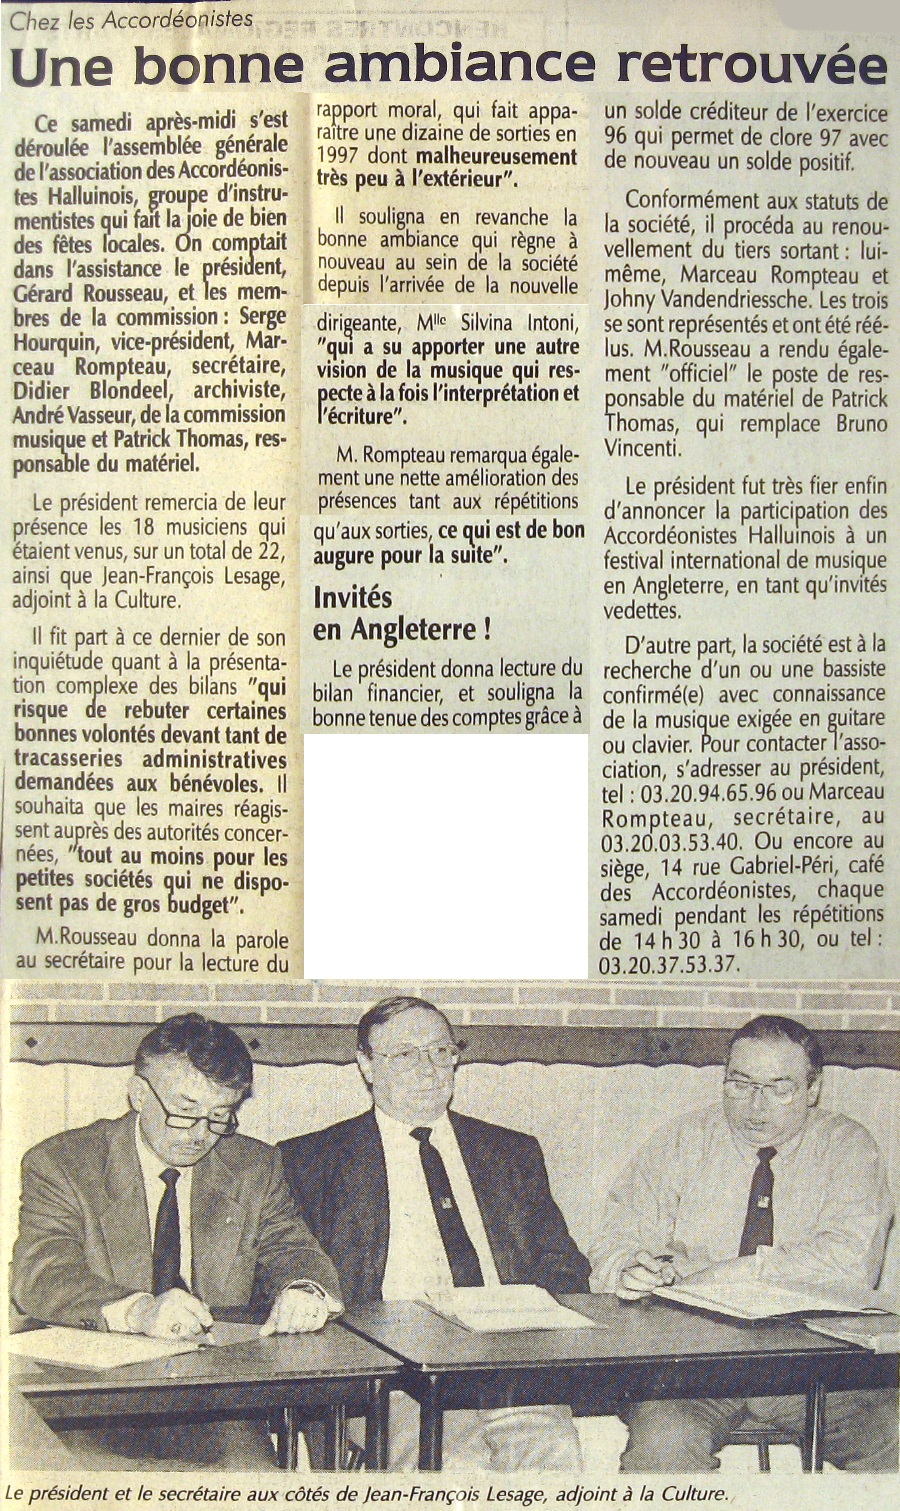 Chez les Accordéonistes
Une bonne ambiance retrouvée
Ce samedi après-midi s'est
déroulée l'assemblée générale
de l'association des Accordéonis-
tes Halluinois, groupe d'instru-
mentistes qui fait la joie de bien
des fêtes locales. On comptait
dans l'assistance le président,
Gérard Rousseau, et les mem-
bres de la commission : Serge
Hourquin, vice-président, Mar-
ceau Rompteau, secrétaire,
Didier Blondeel, archiviste,
André Vasseur, de la commission
musique et Patrick Thomas, res-
ponsable du matériel.
Le président remercia de leur
présence les 18 musiciens qui
étaient venus, sur un total de 22,
ainsi que Jean-François Lesage,
adjoint à la Culture.
Il fit part à ce dernier de son
inquiétude quant à la présenta-
tion complexe des bilans "qui
risque de rebuter certaines
bonnes volontés devant tant de
tracasseries administratives
demandées aux bénévoles. Il
souhaita que les maires réagis-
sent auprès des autorités concer-
nées, "tout au moins pour les
petites sociétés qui ne dispo-
sent pas de gros budget".
M.Rousseau donna la parole
au secrétaire pour la lecture du
rapport moral, qui fait appa-
raître une dizaine de sorties en
1997 dont malheureusement
très peu à l'extérieur".
Il souligna en revanche la
bonne ambiance qui règne à
nouveau au sein de la société
depuis l'arrivée de la nouvelle
dirigeante, Mlle Silvina Intoni,
"qui a su apporter une autre
vision de la musique qui res-
pecte à la fois l'interprétation et
l'écriture".
M. Rompteau remarqua égale-
ment une nette amélioration des
présences tant aux répétitions
qu'aux sorties, ce qui est de bon
augure pour la suite".
Invités
en Angleterre !
Le président donna lecture du
bilan financier, et souligna la
bonne tenue des comptes grâce à
un solde créditeur de l'exercice
96 qui permet de clore 97 avec
de nouveau un solde positif.
Conformément aux statuts de
la société, il procéda au renou-
vellement du tiers sortant : lui-
même, Marceau Rompteau et
Johny Vandendriessche. Les trois
se sont représentés et ont été réé-
lus. M.Rousseau a rendu égale-
ment "officiel" le poste de res-
ponsable du matériel de Patrick
Thomas, qui remplace Bruno
Vincenti.
Le président fut très fier enfin
d'annoncer la participation des
Accordéonistes Halluinois à un
festival international de musique
en Angleterre, en tant qu'invités
vedettes.
D'autre part, la société est à la
recherche d'un ou une bassiste
confirmé(e) avec connaissance
de la musique exigée en guitare
ou clavier. Pour contacter l'asso-
ciation, s'adresser au président,
tel : 03.20.94.65.96 ou Marceau
Rompteau, secrétaire, au
03.20.03.53.40. Ou encore au
siège, 14 rue Gabriel-Péri, café
des Accordéonistes, chaque
samedi pendant les répétitions
de 14 h 30 à 16 h 30, ou tel :
03.20.37.53.37.
Le président et le secrétaire aux côtés de Jean-François Lesage, adjoint à la Culture.